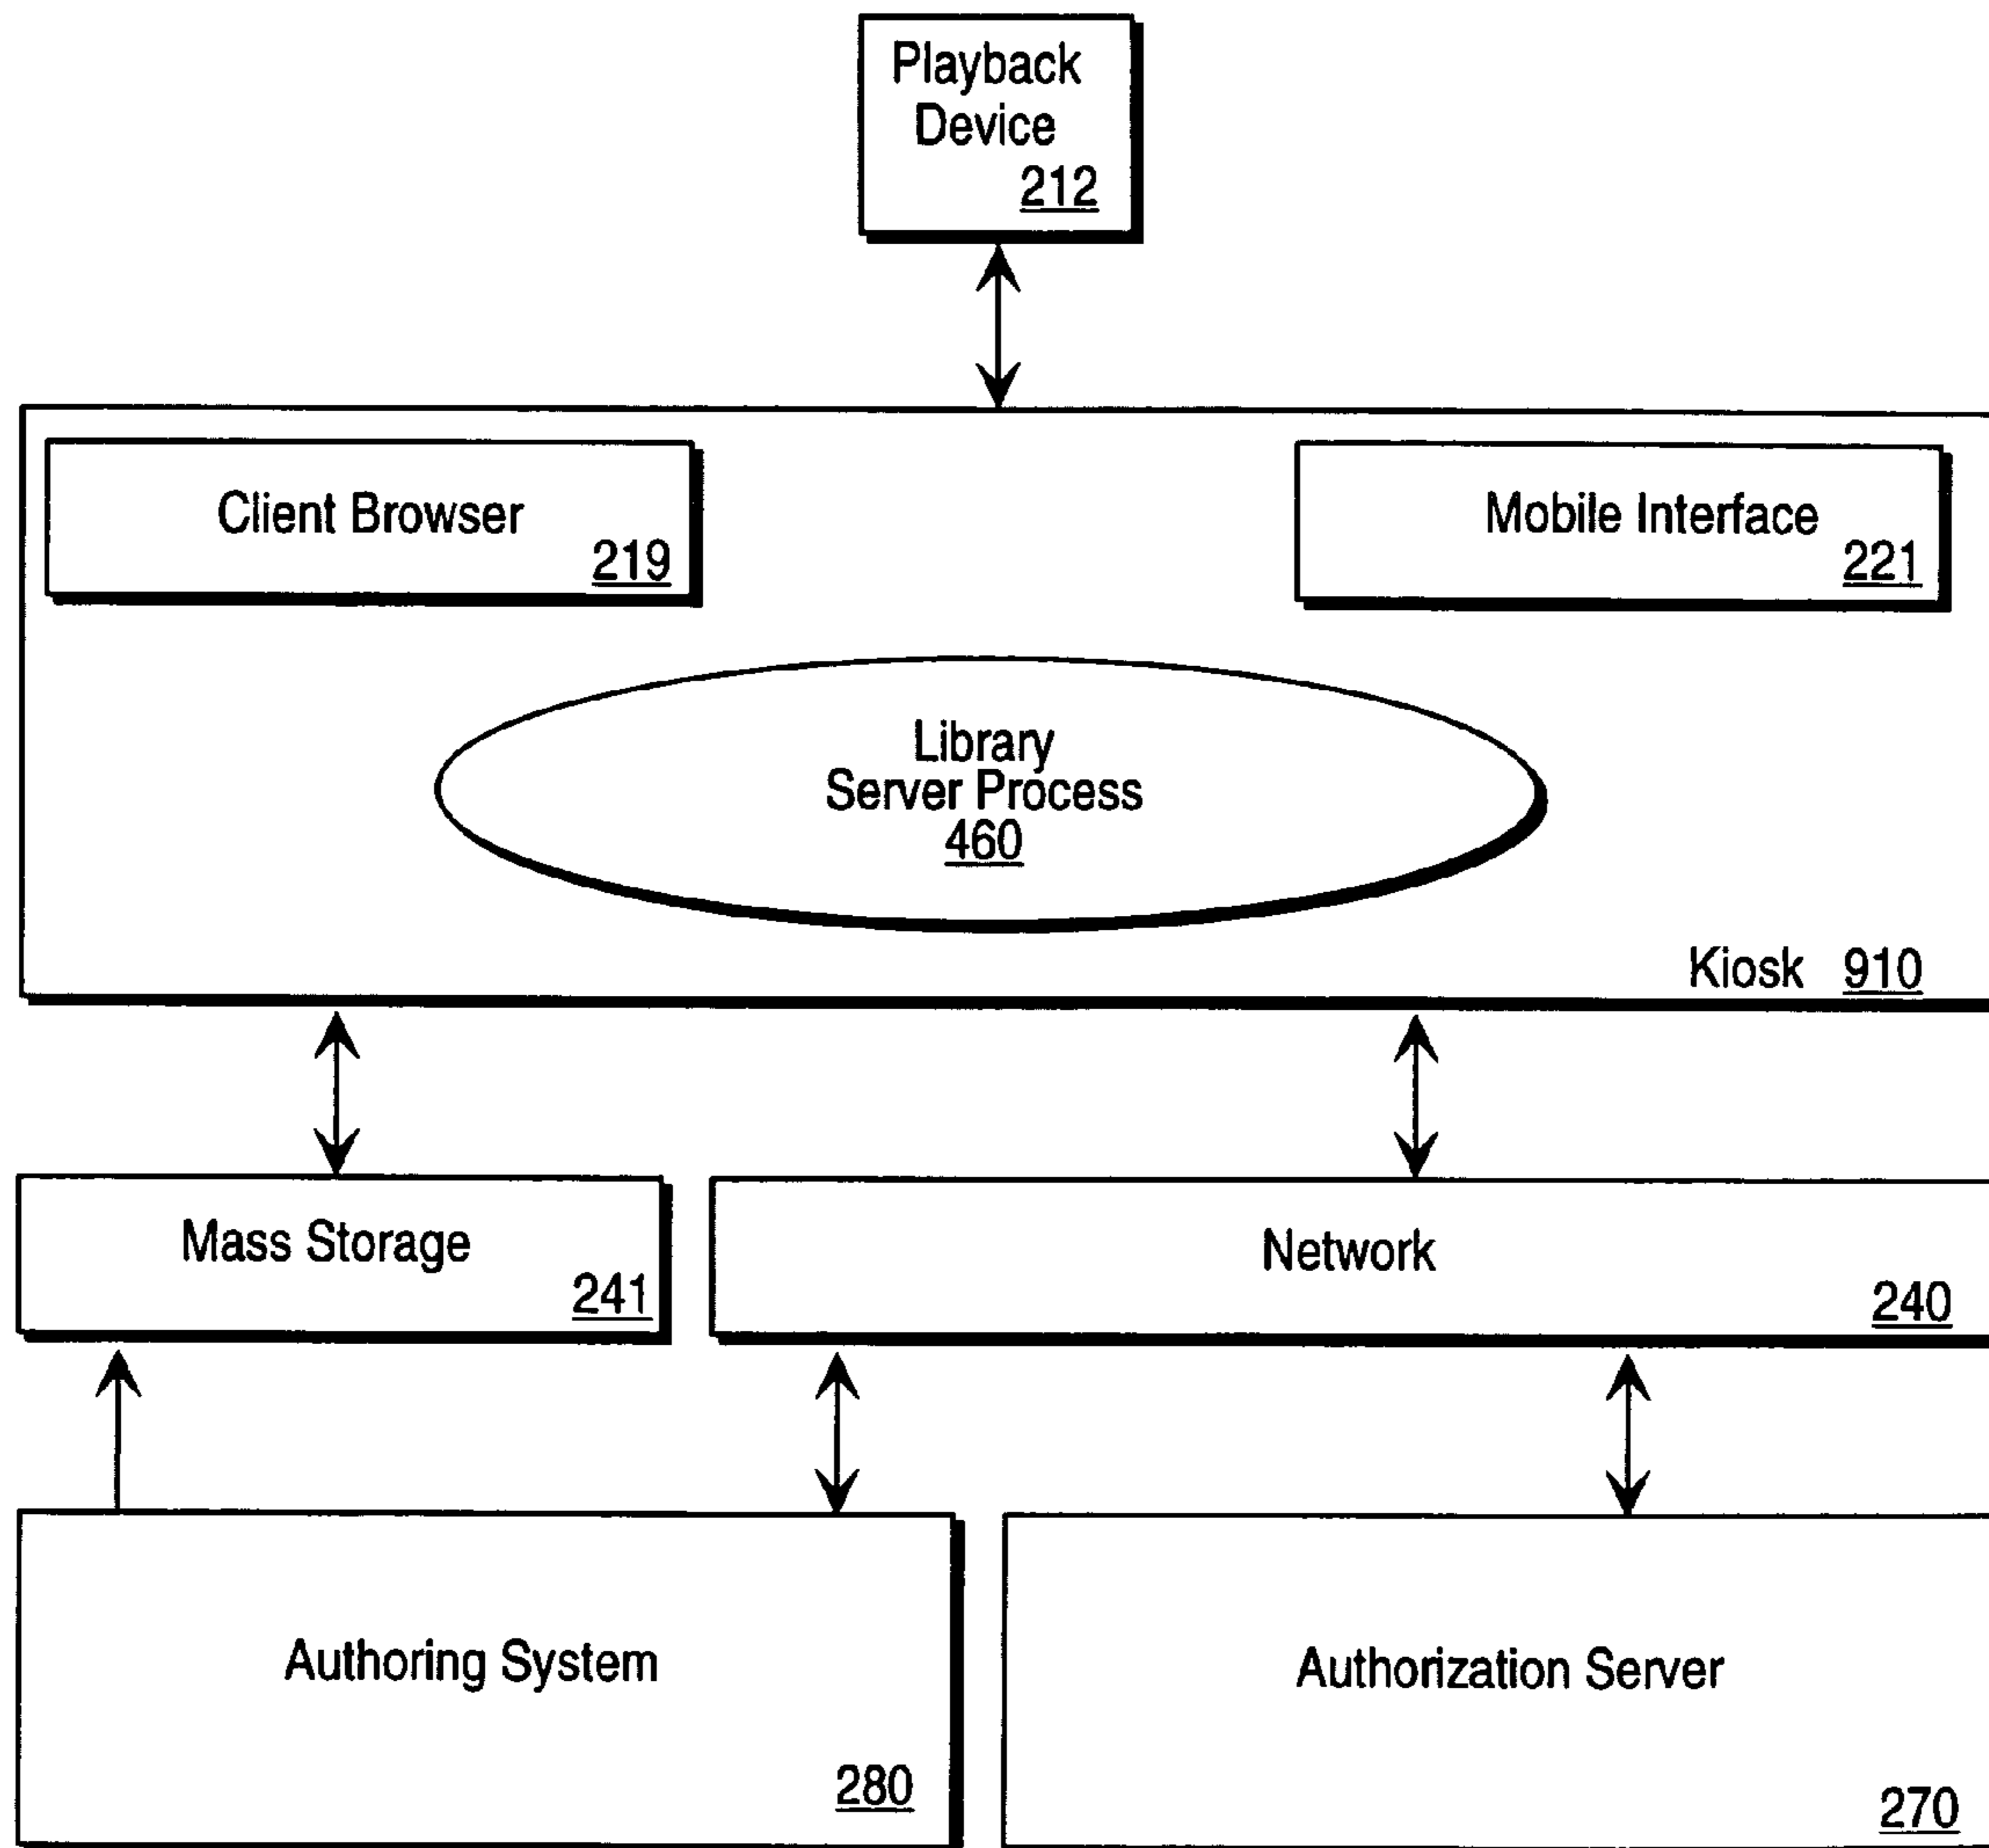 Playback
Device
212
Client Browser
219
Mobile Interface
221
Library
Server Process
460
Kiosk 910
Mass Storage
241
Network
240
Authoring System
280
Authorization Server
270